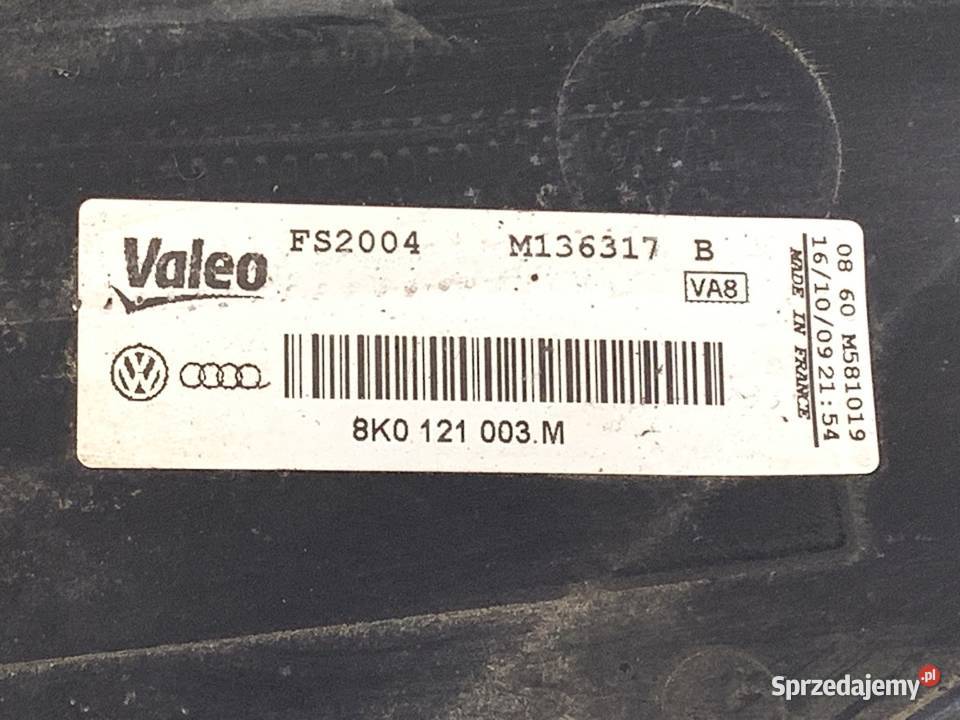 Valeo FS2004 M136317 B
VA8
8K0 121 003.M
08 60 M581019
16/10/09 21:54
MADE IN FRANCE
Sprzedajemy.pl